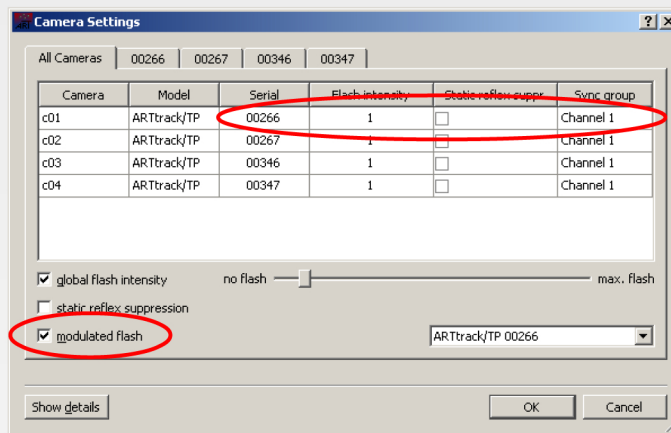 Camera Settings
All Cameras 00266 00267 00346 00347
Camera Model Serial Flash intensity Static reflex suppr. Sync group
c01 ARTtrack/TP 00266 1 Channel 1
c02 ARTtrack/TP 00267 1 Channel 1
c03 ARTtrack/TP 00346 1 Channel 1
c04 ARTtrack/TP 00347 1 Channel 1
global flash intensity no flash max. flash
static reflex suppression
modulated flash ARTtrack/TP 00266
Show details OK Cancel